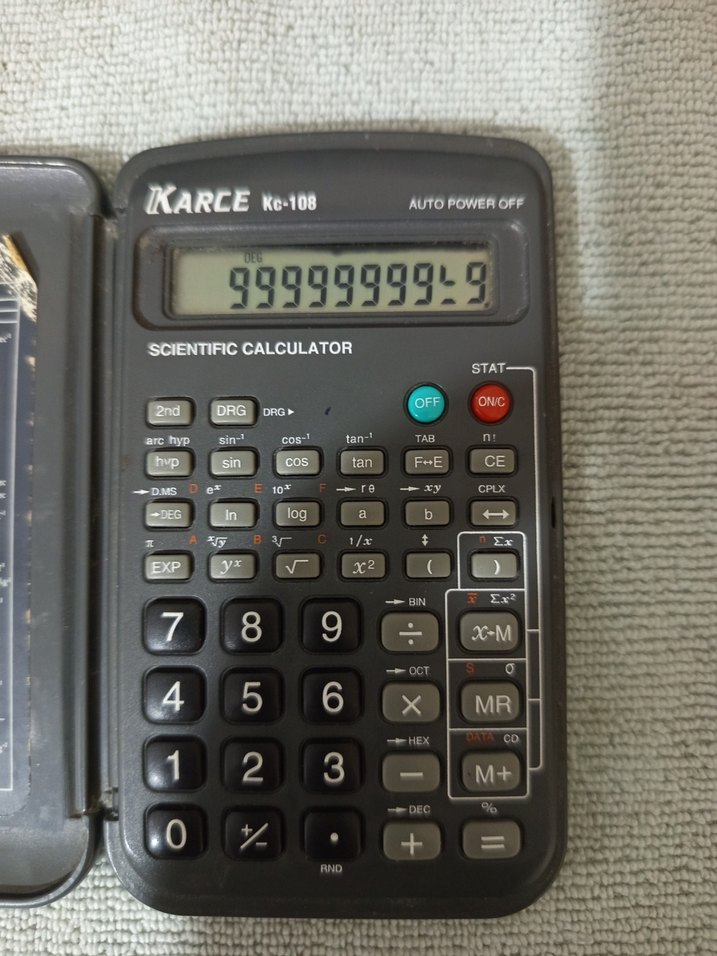 KARCE Kc-108 AUTO POWER OFF
DEG
SCIENTIFIC CALCULATOR
STAT
2nd DRG DRG▶ OFF ON/C
arc hyp sin⁻¹ cos⁻¹ tan⁻¹ TAB n!
hyp sin cos tan F↔E CE
→D.MS D eˣ E 10ˣ F →rθ →xy CPLX
→DEG ln log a b ↔
π A ˣ√y B ³√ C 1/x ↕ n Σx
EXP yˣ √ x² ( )
→BIN x̄ Σx²
7 8 9 ÷ x→M
→OCT S σ
4 5 6 × MR
→HEX DATA CD
1 2 3 − M+
→DEC %
0 +/− • + =
RND